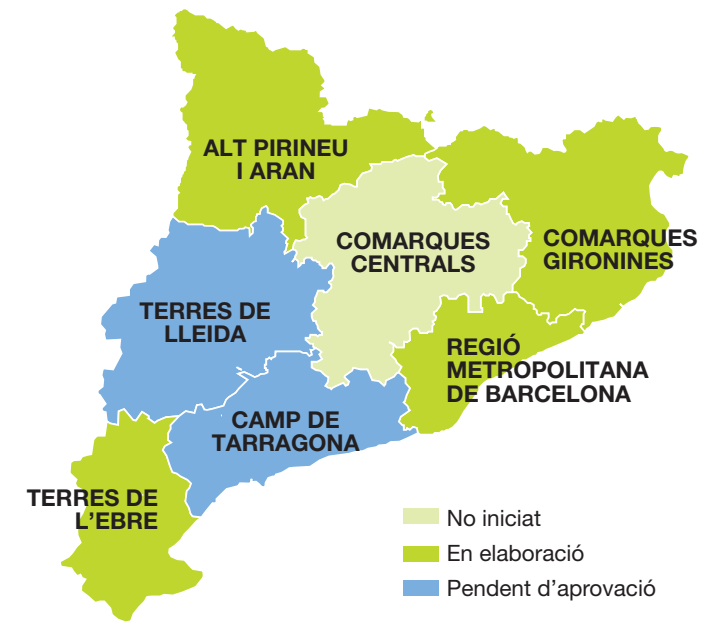 ALT PIRINEU
I ARAN
COMARQUES
CENTRALS
COMARQUES
GIRONINES
TERRES DE
LLEIDA
REGIÓ
METROPOLITANA
DE BARCELONA
CAMP DE
TARRAGONA
TERRES DE
L'EBRE
No iniciat
En elaboració
Pendent d'aprovació